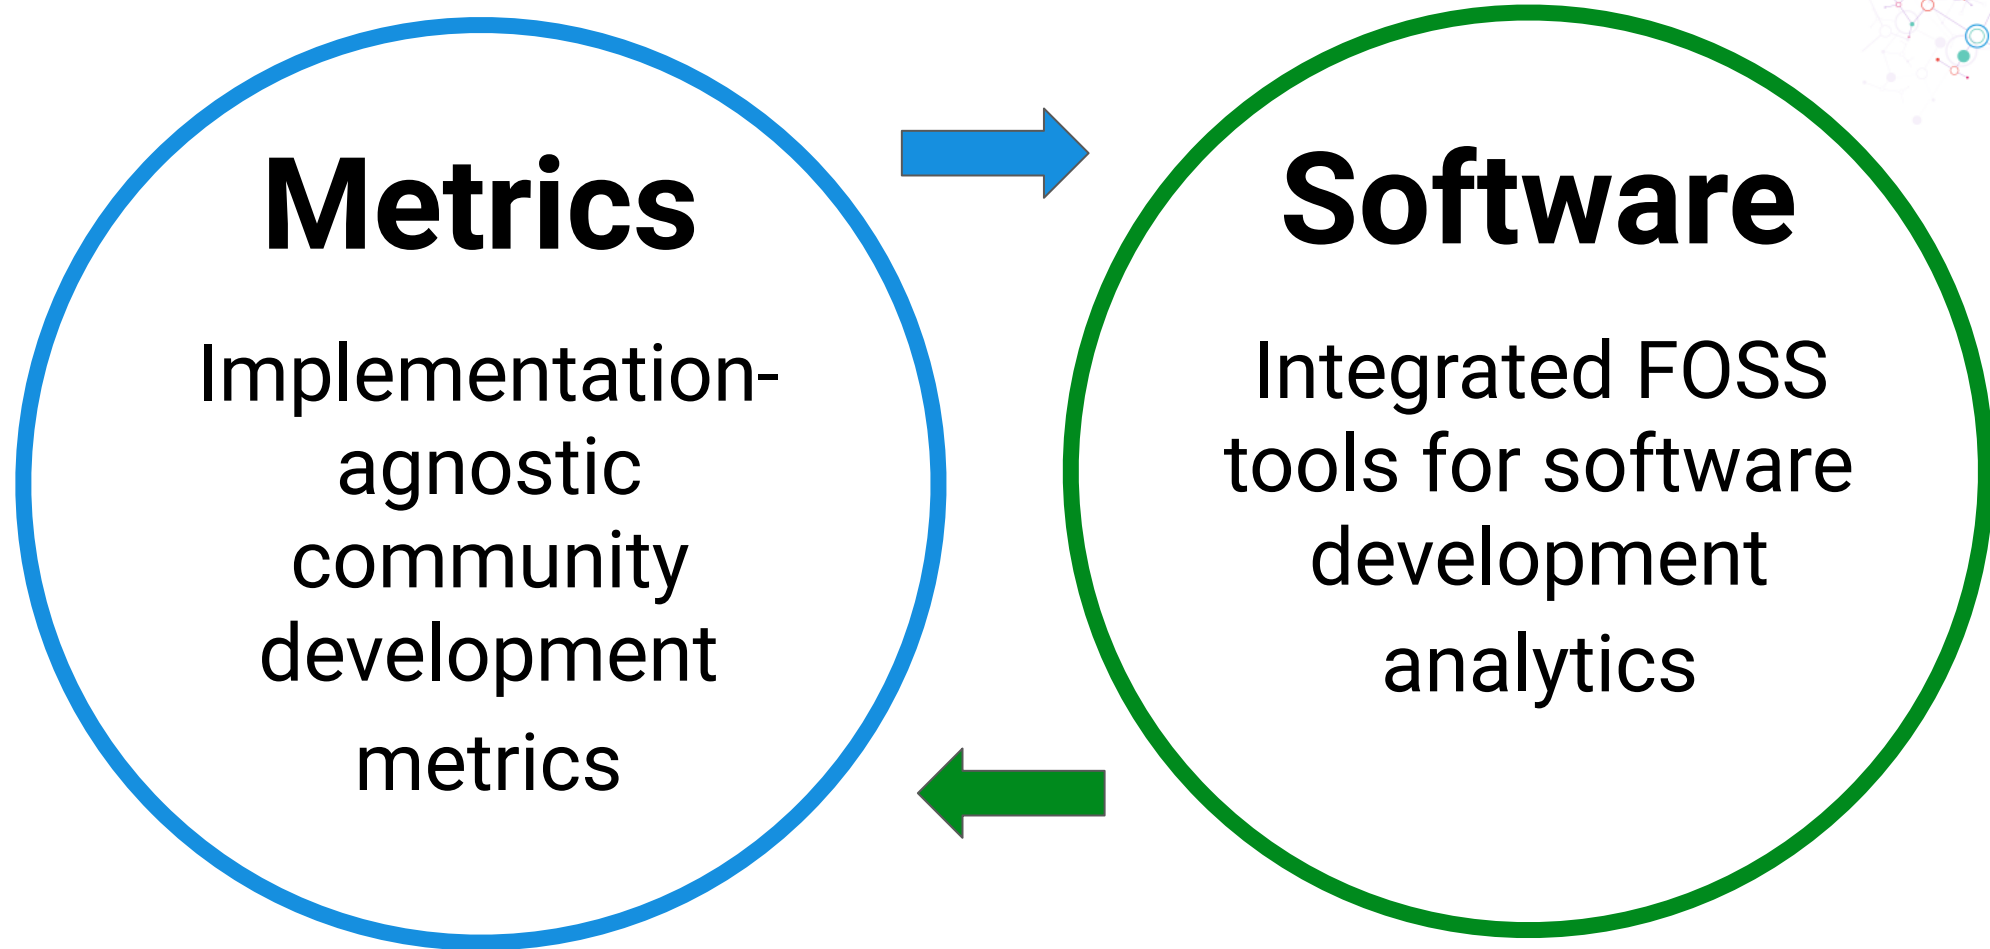 Metrics
Implementation-
agnostic
community
development
metrics
Software
Integrated FOSS
tools for software
development
analytics